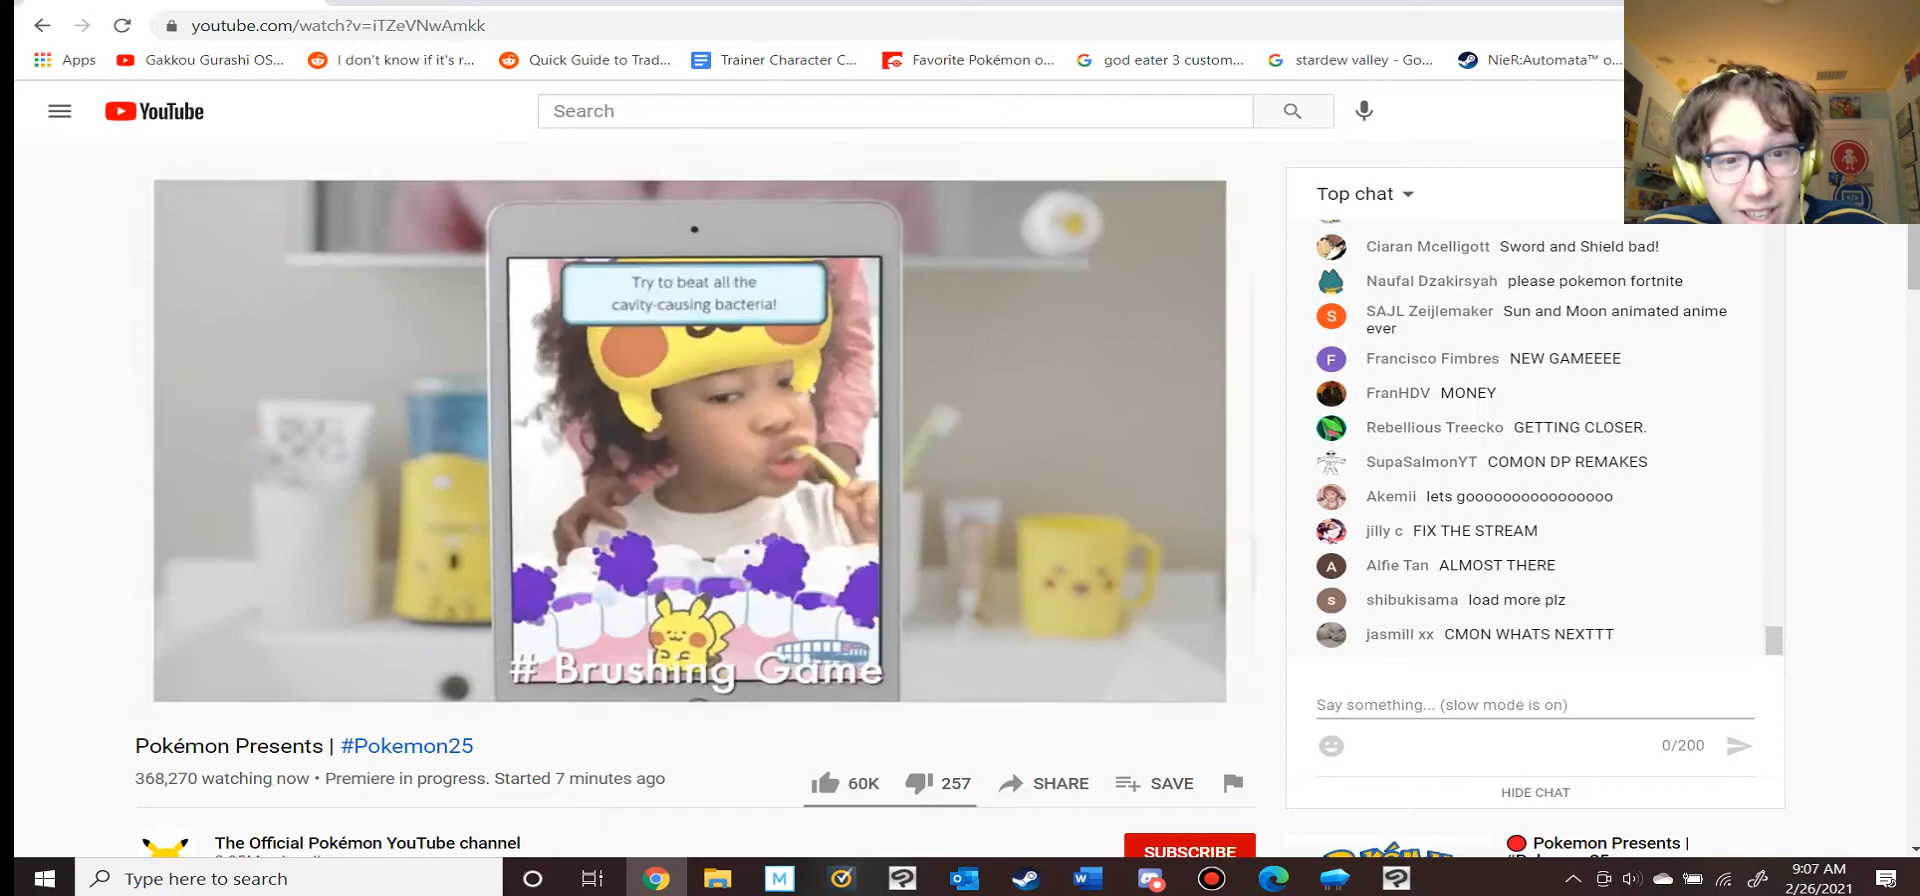 youtube.com/watch?v=iTZeVNwAmkk
Apps Gakkou Gurashi OS... I don't know if it's r... Quick Guide to Trad... Trainer Character C... Favorite Pokémon o... god eater 3 custom... stardew valley - Go... NieR:Automata™ o...
YouTube
Search
Try to beat all the
cavity-causing bacteria!
# Brushing Game
Pokémon Presents | #Pokemon25
368,270 watching now • Premiere in progress. Started 7 minutes ago
60K 257 SHARE SAVE
The Official Pokémon YouTube channel
SUBSCRIBE
Top chat
Ciaran Mcelligott Sword and Shield bad!
Naufal Dzakirsyah please pokemon fortnite
S SAJL Zeijlemaker Sun and Moon animated anime
ever
F Francisco Fimbres NEW GAMEEEE
FranHDV MONEY
Rebellious Treecko GETTING CLOSER.
SupaSalmonYT COMON DP REMAKES
Akemii lets goooooooooooooooo
jilly c FIX THE STREAM
A Alfie Tan ALMOST THERE
s shibukisama load more plz
jasmill xx CMON WHATS NEXTTT
Say something... (slow mode is on)
0/200
HIDE CHAT
Pokemon Presents |
Type here to search
9:07 AM
2/26/2021